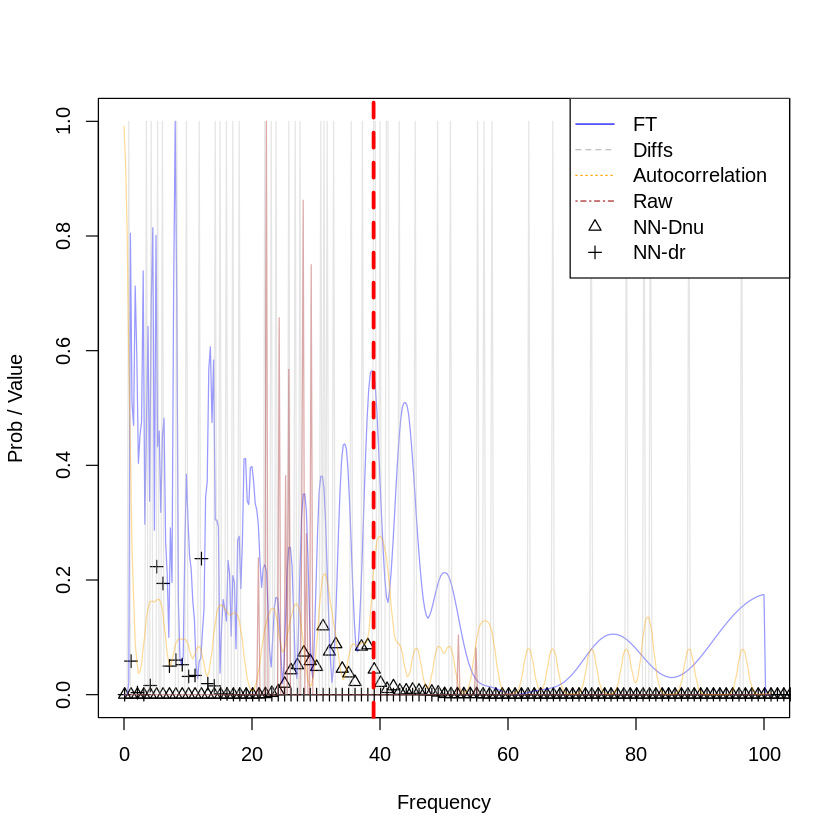 FT
Diffs
Autocorrelation
Raw
NN-Dnu
NN-dr
Prob / Value
1.0
0.8
0.6
0.4
0.2
0.0
0 20 40 60 80 100
Frequency